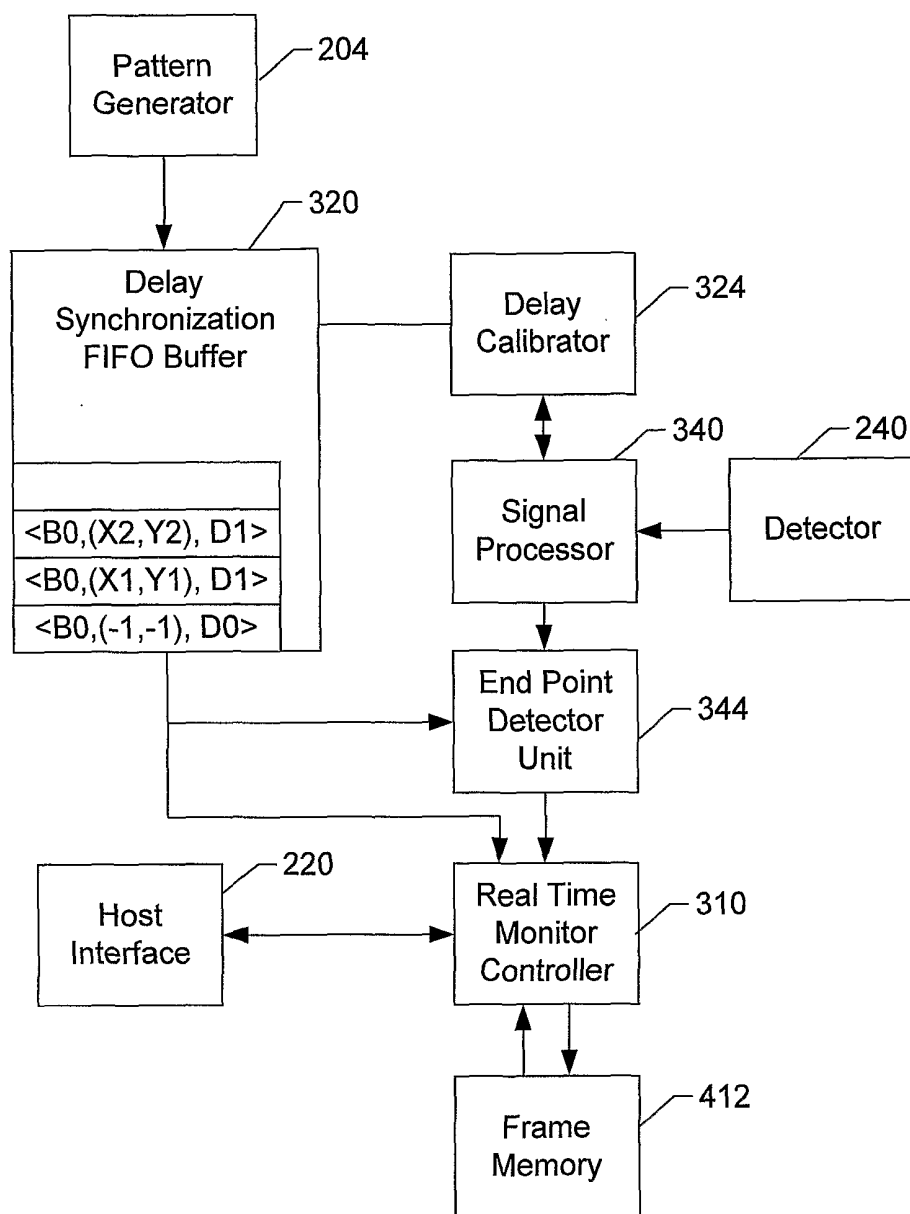 Pattern
Generator
204
320
Delay
Synchronization
FIFO Buffer
Delay
Calibrator
324
340
240
<B0,(X2,Y2), D1>
<B0,(X1,Y1), D1>
<B0,(-1,-1), D0>
Signal
Processor
Detector
End Point
Detector
Unit
344
220
Host
Interface
Real Time
Monitor
Controller
310
Frame
Memory
412